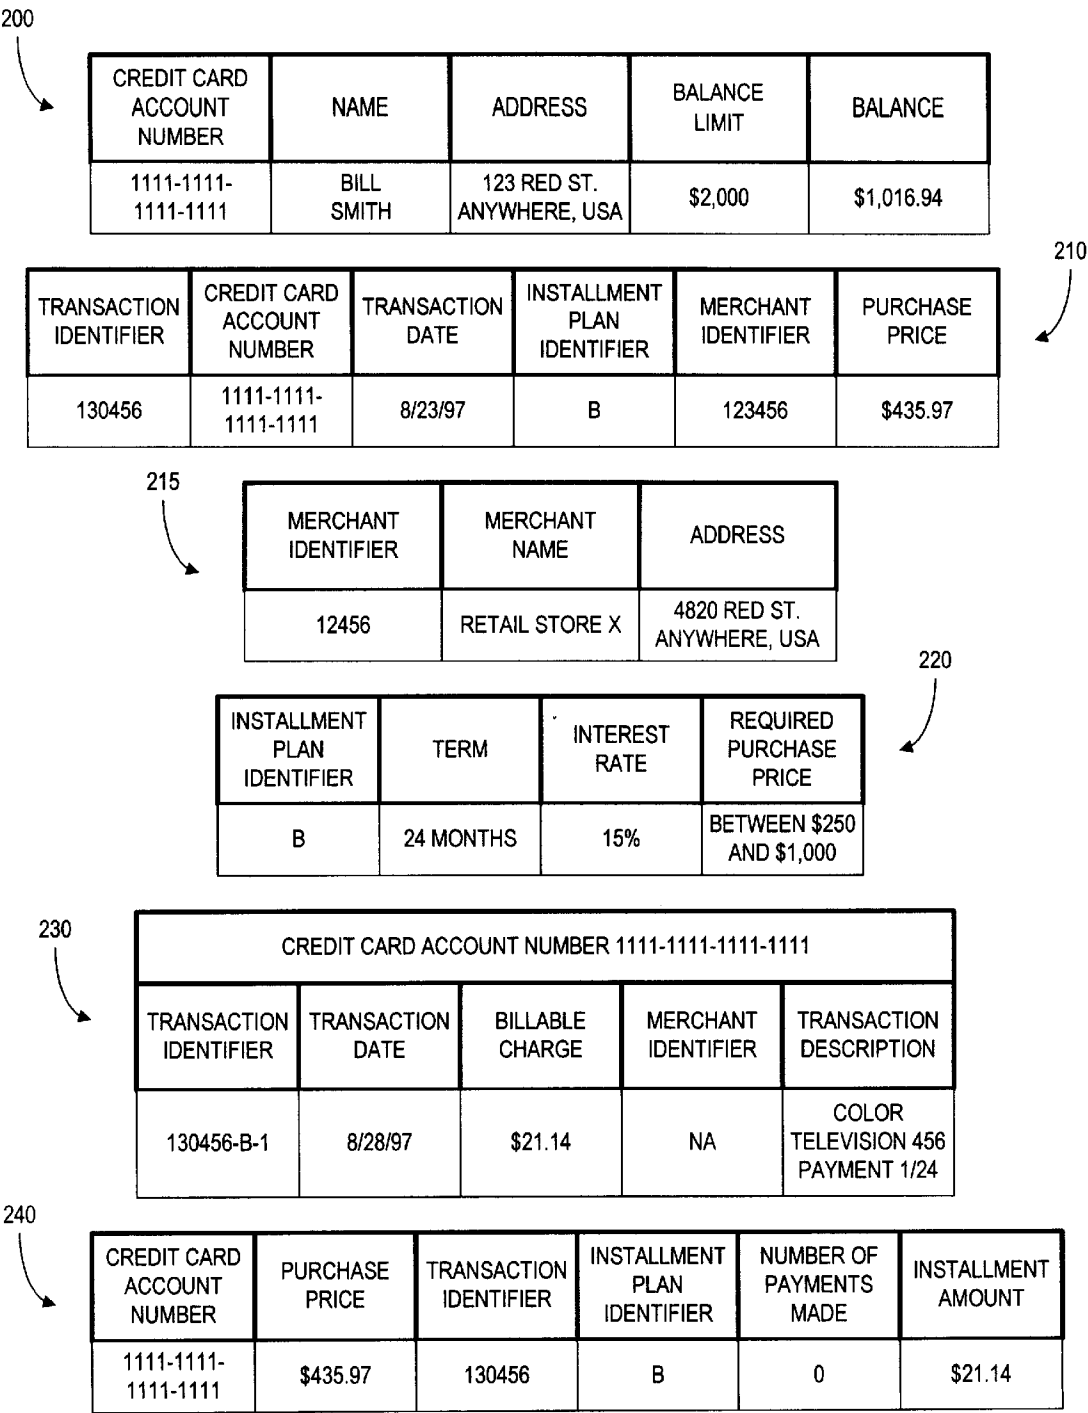 200
CREDIT CARD ACCOUNT NUMBER | NAME | ADDRESS | BALANCE LIMIT | BALANCE
1111-1111-1111-1111 | BILL SMITH | 123 RED ST. ANYWHERE, USA | $2,000 | $1,016.94
210
TRANSACTION IDENTIFIER | CREDIT CARD ACCOUNT NUMBER | TRANSACTION DATE | INSTALLMENT PLAN IDENTIFIER | MERCHANT IDENTIFIER | PURCHASE PRICE
130456 | 1111-1111-1111-1111 | 8/23/97 | B | 123456 | $435.97
215
MERCHANT IDENTIFIER | MERCHANT NAME | ADDRESS
12456 | RETAIL STORE X | 4820 RED ST. ANYWHERE, USA
220
INSTALLMENT PLAN IDENTIFIER | TERM | INTEREST RATE | REQUIRED PURCHASE PRICE
B | 24 MONTHS | 15% | BETWEEN $250 AND $1,000
230
CREDIT CARD ACCOUNT NUMBER 1111-1111-1111-1111
TRANSACTION IDENTIFIER | TRANSACTION DATE | BILLABLE CHARGE | MERCHANT IDENTIFIER | TRANSACTION DESCRIPTION
130456-B-1 | 8/28/97 | $21.14 | NA | COLOR TELEVISION 456 PAYMENT 1/24
240
CREDIT CARD ACCOUNT NUMBER | PURCHASE PRICE | TRANSACTION IDENTIFIER | INSTALLMENT PLAN IDENTIFIER | NUMBER OF PAYMENTS MADE | INSTALLMENT AMOUNT
1111-1111-1111-1111 | $435.97 | 130456 | B | 0 | $21.14